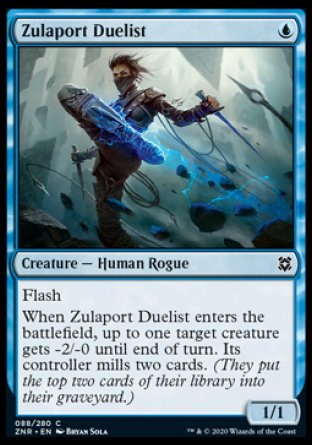 Zulaport Duelist
Creature — Human Rogue
Flash
When Zulaport Duelist enters the
battlefield, up to one target creature
gets -2/-0 until end of turn. Its
controller mills two cards. (They put
the top two cards of their library into
their graveyard.)
1/1
088/280 C
ZNR • EN Bryan Sola
™ & © 2020 Wizards of the Coast